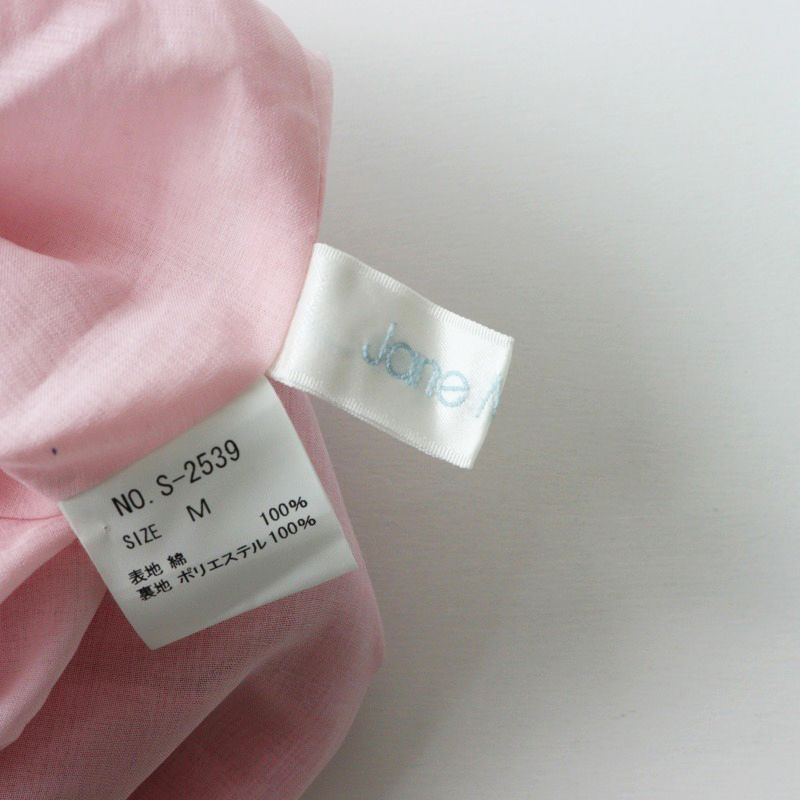 Jane M
NO. S-2539
SIZE M
表地 綿 100%
裏地 ポリエステル 100%